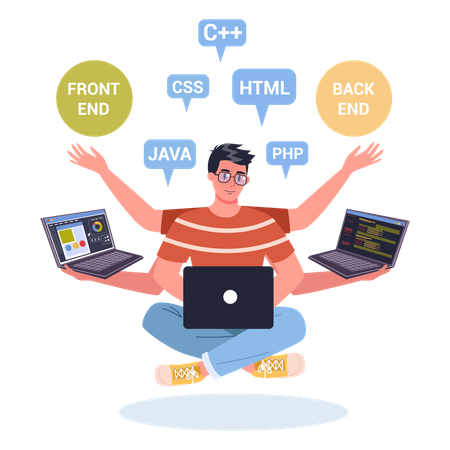 C++
FRONT
END
CSS
HTML
BACK
END
JAVA
PHP